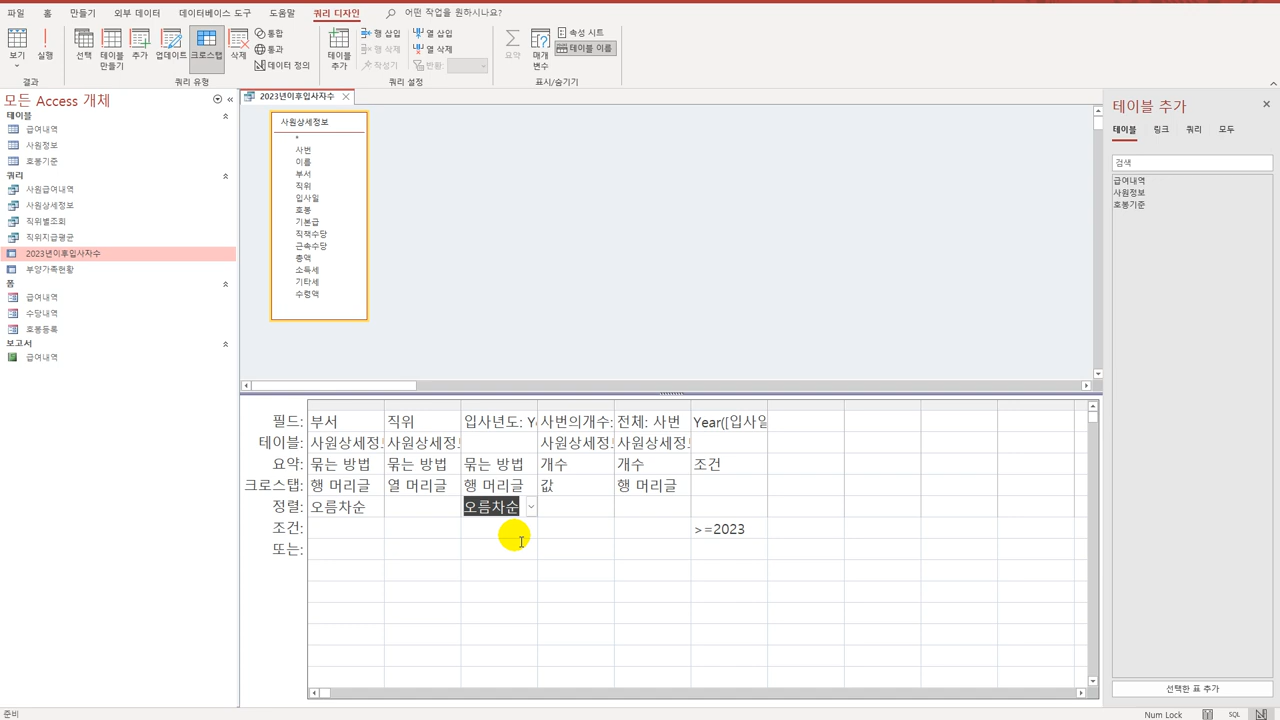 파일 홈 만들기 외부 데이터 데이터베이스 도구 도움말 쿼리 디자인 어떤 작업을 원하시나요?
보기 실행 선택 테이블 만들기 추가 업데이트 크로스탭 삭제 통합 통과 데이터 정의 테이블 추가 행 삽입 행 삭제 작성기 열 삽입 열 삭제 반환: 요약 매개 변수 속성 시트 테이블 이름
결과 쿼리 유형 쿼리 설정 표시/숨기기
모든 Access 개체
테이블
급여내역
사원정보
호봉기준
쿼리
사원급여내역
사원상세정보
직위별조회
직위지급평균
2023년이후입사자수
부양가족현황
폼
급여내역
수당내역
호봉등록
보고서
급여내역
2023년이후입사자수
사원상세정보
*
사번
이름
부서
직위
입사일
호봉
기본급
직책수당
근속수당
총액
소득세
기타세
수령액
필드: 부서 직위 입사년도: 사번의개수: 전체: 사번 Year([입사일
테이블: 사원상세정보 사원상세정보 사원상세정보 사원상세정보
요약: 묶는 방법 묶는 방법 묶는 방법 개수 개수 조건
크로스탭: 행 머리글 열 머리글 행 머리글 값 행 머리글
정렬: 오름차순 오름차순
조건: >=2023
또는:
테이블 추가
테이블 링크 쿼리 모두
검색
급여내역
사원정보
호봉기준
선택한 표 추가
준비 Num Lock SQL